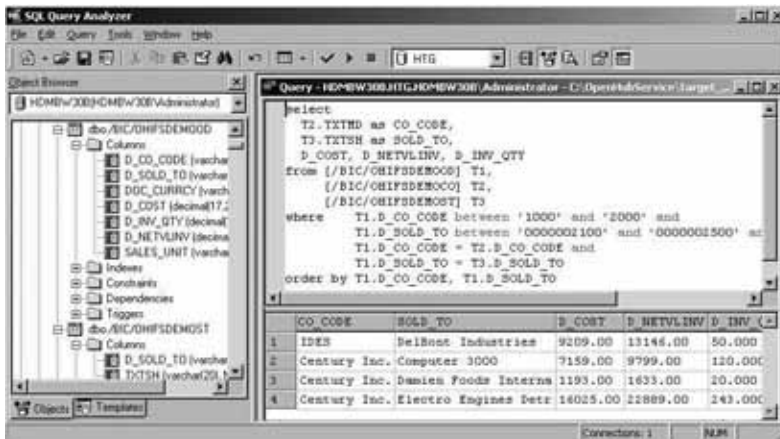 SQL Query Analyzer
File Edit Query Tools Window Help
HTG
Object Browser
HDMBW30B(HDMBW30B\Administrator)
dbo./BIC/OHIFSDEMOOD
Columns
D_CO_CODE (varchar
D_SOLD_TO (varchar
DOC_CURRCY (varch
D_COST (decimal(17,2
D_INV_QTY (decimal(
D_NETVLINV (decima
SALES_UNIT (varchar
Indexes
Constraints
Dependencies
Triggers
dbo./BIC/OHIFSDEMOST
Columns
D_SOLD_TO (varchar
TXTSH (varchar(20), N
Objects Templates
Query - HDMBW30B.HTG.HDMBW30B\Administrator - C:\OpenHubService\Target_...
select
T2.TXTMD as CO_CODE,
T3.TXTSH as SOLD_TO,
D_COST, D_NETVLINV, D_INV_QTY
from [/BIC/OHIFSDEMOOD] T1,
[/BIC/OHIFSDEMOCO] T2,
[/BIC/OHIFSDEMOST] T3
where T1.D_CO_CODE between '1000' and '2000' and
T1.D_SOLD_TO between '0000002100' and '0000002500' an
T1.D_CO_CODE = T2.D_CO_CODE and
T1.D_SOLD_TO = T3.D_SOLD_TO
order by T1.D_CO_CODE, T1.D_SOLD_TO
CO_CODE SOLD_TO D_COST D_NETVLINV D_INV_Q
1 IDES DelBont Industries 9209.00 13146.00 50.000
2 Century Inc. Computer 3000 7159.00 9799.00 120.000
3 Century Inc. Damien Foods Interna 1193.00 1633.00 20.000
4 Century Inc. Electro Engines Detr 16025.00 22889.00 243.000
Connections: 1 NUM